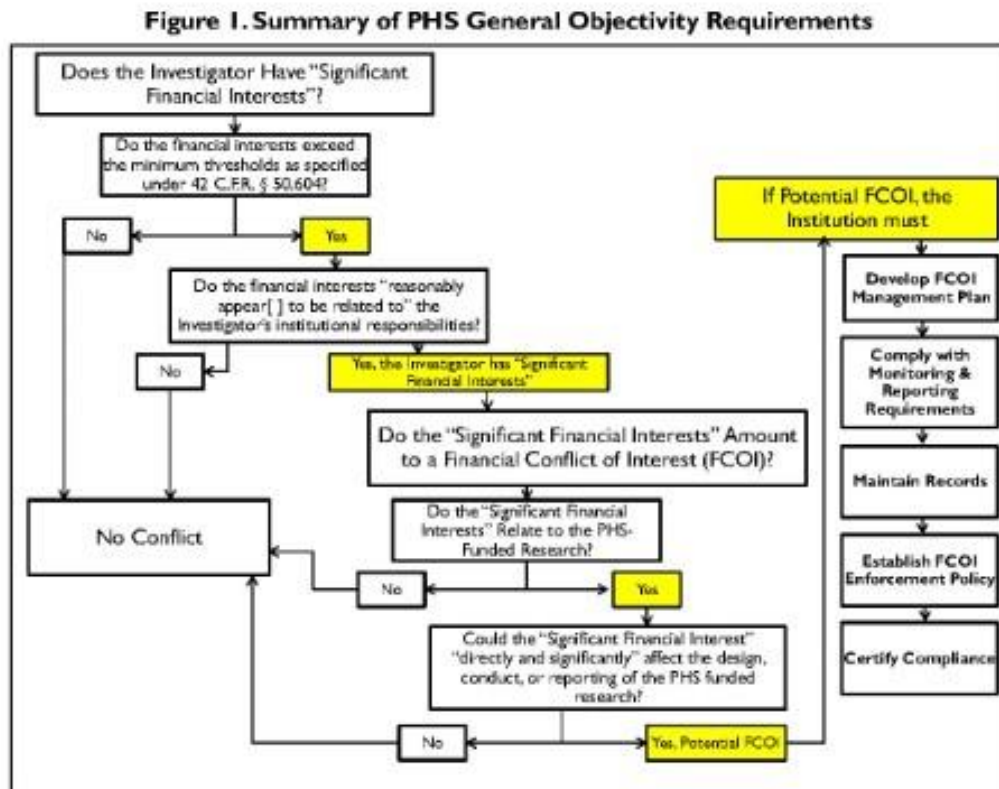 Figure 1. Summary of PHS General Objectivity Requirements
Does the Investigator Have “Significant
Financial Interests”?
Do the financial interests exceed
the minimum thresholds as specified
under 42 C.F.R. § 50.604?
No
Yes
Do the financial interests “reasonably
appear[ ] to be related to” the
Investigator's institutional responsibilities?
No
Yes, the Investigator has “Significant
Financial Interests”
Do the “Significant Financial Interests” Amount
to a Financial Conflict of Interest (FCOI)?
Do the “Significant Financial
Interests” Relate to the PHS-
Funded Research?
No Conflict
No
Yes
Could the “Significant Financial Interest”
“directly and significantly” affect the design,
conduct, or reporting of the PHS funded
research?
No
Yes, Potential FCOI
If Potential FCOI, the
Institution must
Develop FCOI
Management Plan
Comply with
Monitoring &
Reporting
Requirements
Maintain Records
Establish FCOI
Enforcement Policy
Certify Compliance